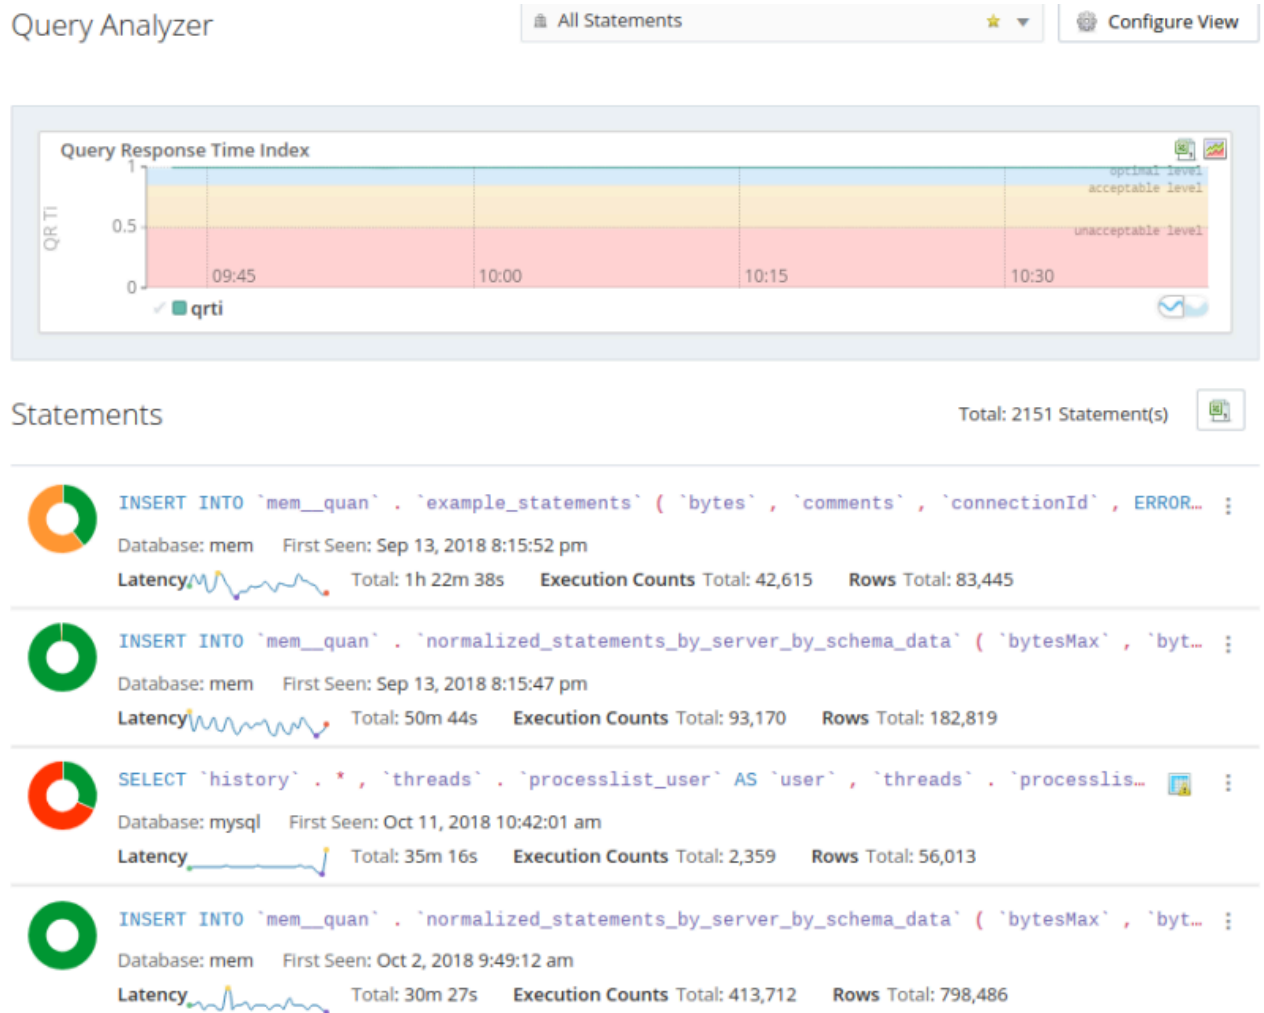 Query Analyzer
All Statements
Configure View
Query Response Time Index
1
optimal level
acceptable level
QR Ti
0.5
unacceptable level
0
09:45 10:00 10:15 10:30
qrti
Statements
Total: 2151 Statement(s)
INSERT INTO `mem__quan` . `example_statements` ( `bytes` , `comments` , `connectionId` , ERROR…
Database: mem First Seen: Sep 13, 2018 8:15:52 pm
Latency Total: 1h 22m 38s Execution Counts Total: 42,615 Rows Total: 83,445
INSERT INTO `mem__quan` . `normalized_statements_by_server_by_schema_data` ( `bytesMax` , `byt…
Database: mem First Seen: Sep 13, 2018 8:15:47 pm
Latency Total: 50m 44s Execution Counts Total: 93,170 Rows Total: 182,819
SELECT `history` . * , `threads` . `processlist_user` AS `user` , `threads` . `processlis…
Database: mysql First Seen: Oct 11, 2018 10:42:01 am
Latency Total: 35m 16s Execution Counts Total: 2,359 Rows Total: 56,013
INSERT INTO `mem__quan` . `normalized_statements_by_server_by_schema_data` ( `bytesMax` , `byt…
Database: mem First Seen: Oct 2, 2018 9:49:12 am
Latency Total: 30m 27s Execution Counts Total: 413,712 Rows Total: 798,486